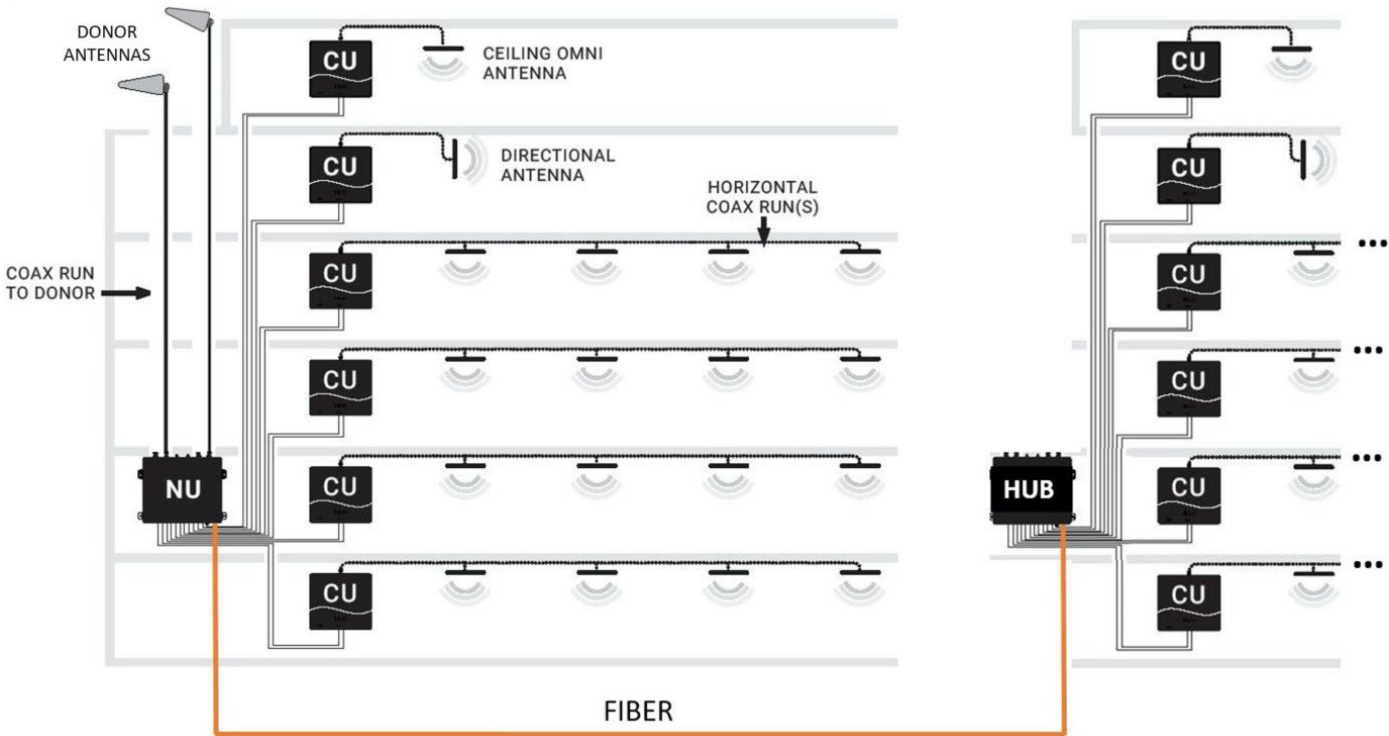 DONOR
ANTENNAS
CU
CEILING OMNI
ANTENNA
CU
CU
DIRECTIONAL
ANTENNA
CU
HORIZONTAL
COAX RUN(S)
COAX RUN
TO DONOR
CU
CU
...
CU
CU
...
NU
CU
HUB
CU
...
CU
CU
...
FIBER